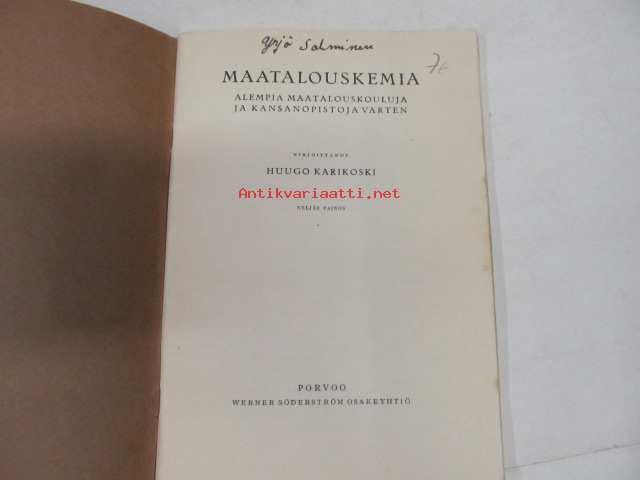 Yrjö Salminen
7€
MAATALOUSKEMIA
ALEMPIA MAATALOUSKOULUJA
JA KANSANOPISTOJA VARTEN
KIRJOITTANUT
HUUGO KARIKOSKI
Antikvariaatti.net
NELJÄS PAINOS
PORVOO
WERNER SÖDERSTRÖM OSAKEYHTIÖ